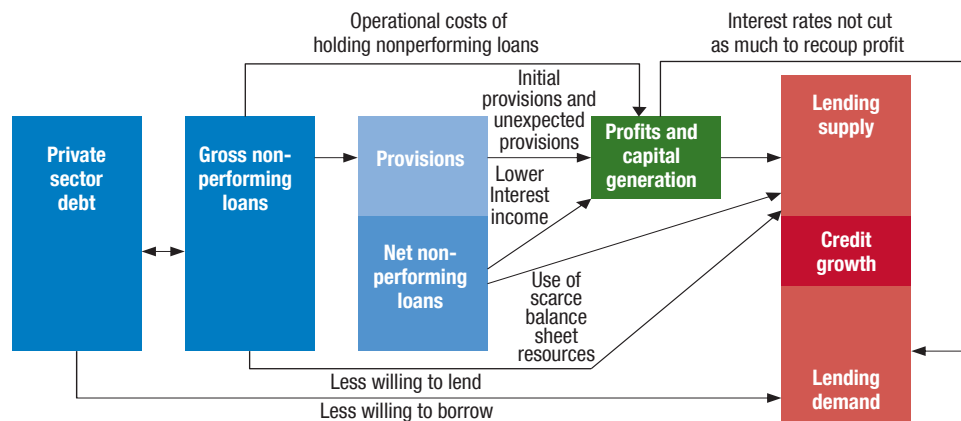 Operational costs of
holding nonperforming loans
Interest rates not cut
as much to recoup profit
Private
sector
debt
Gross non-
performing
loans
Provisions
Net non-
performing
loans
Initial
provisions and
unexpected
provisions
Lower
Interest
income
Use of
scarce
balance
sheet
resources
Profits and
capital
generation
Lending
supply
Credit
growth
Lending
demand
Less willing to lend
Less willing to borrow